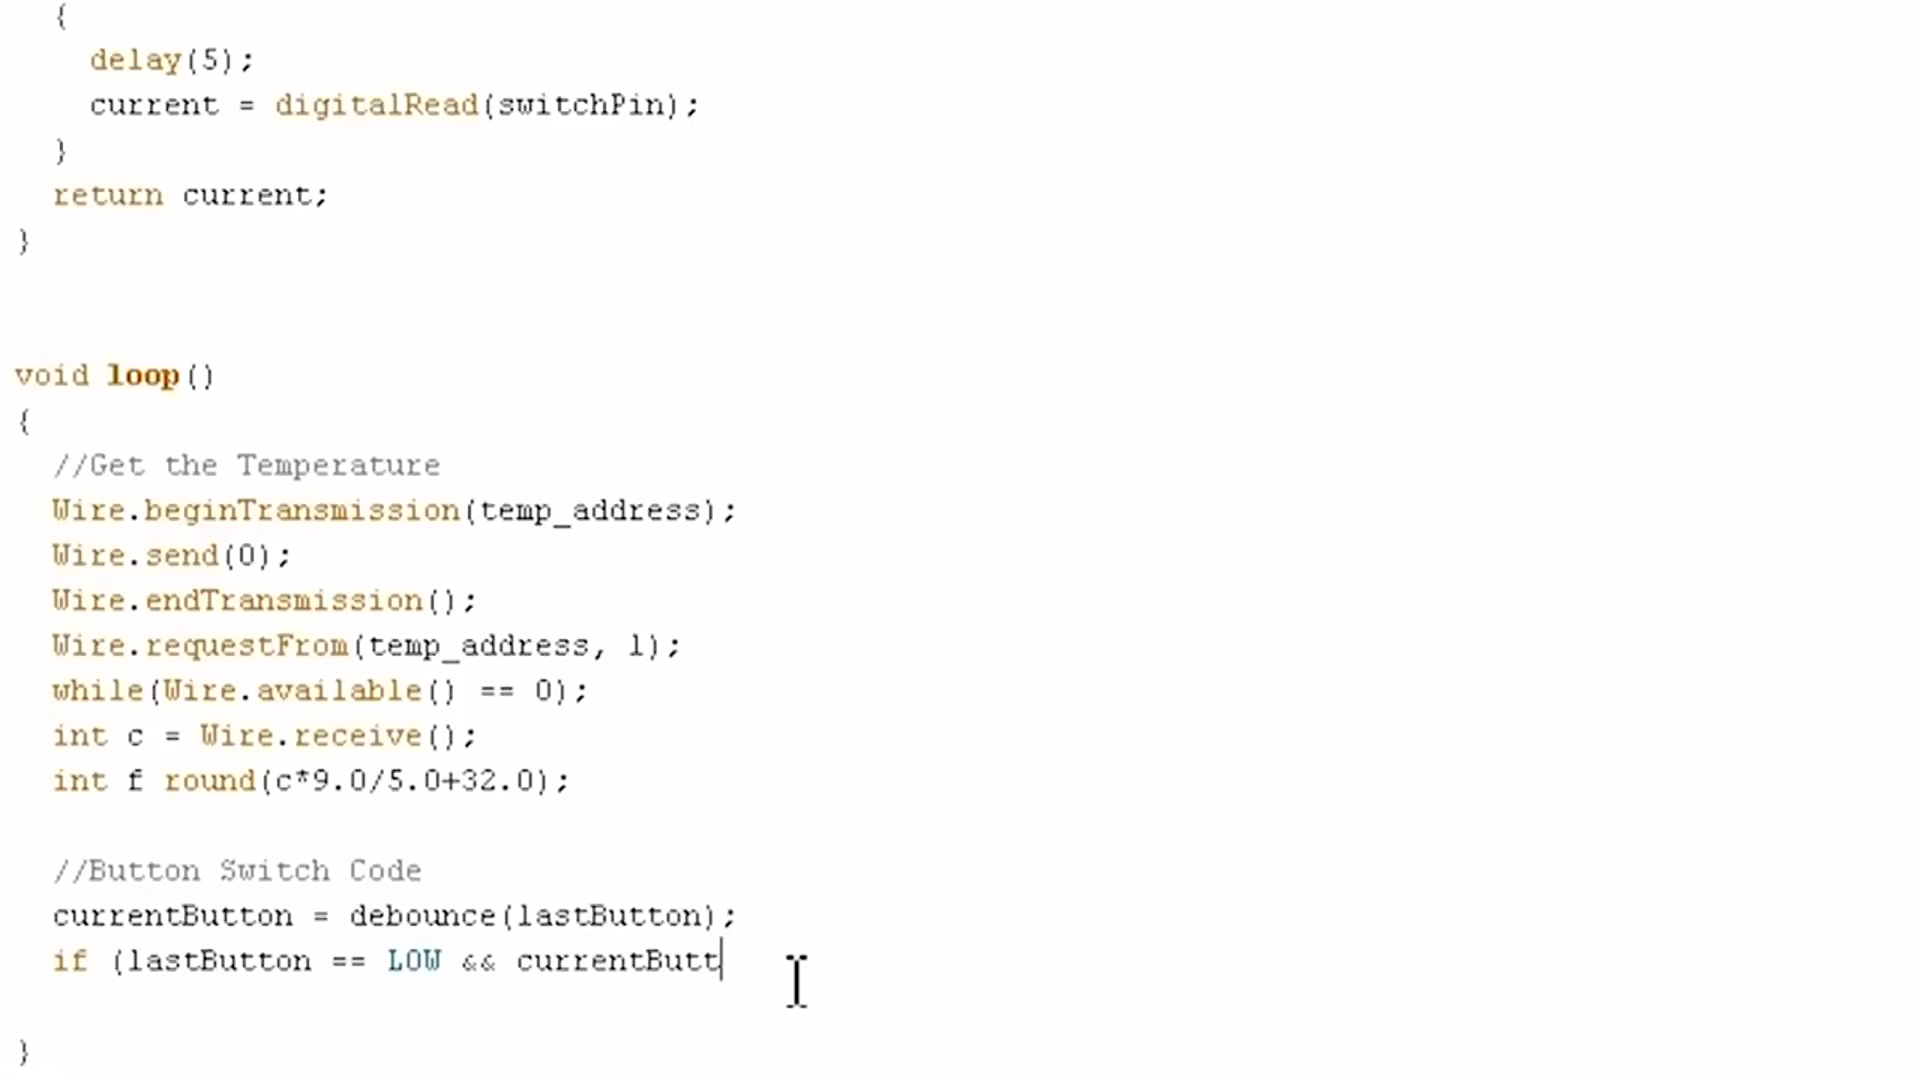 {
delay(5);
current = digitalRead(switchPin);
}
return current;
}
void loop()
{
//Get the Temperature
Wire.beginTransmission(temp_address);
Wire.send(0);
Wire.endTransmission();
Wire.requestFrom(temp_address, 1);
while(Wire.available() == 0);
int c = Wire.receive();
int f round(c*9.0/5.0+32.0);
//Button Switch Code
currentButton = debounce(lastButton);
if (lastButton == LOW && currentButt
}